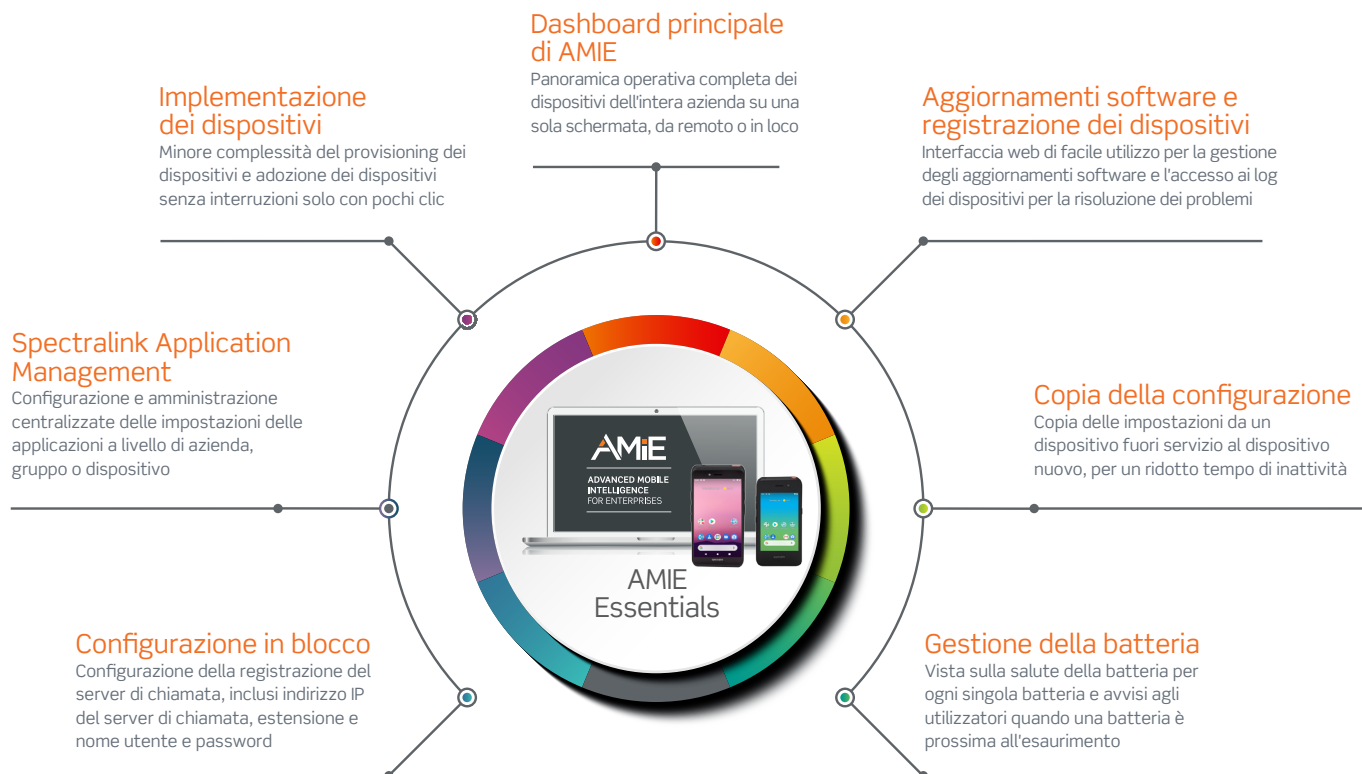 Dashboard principale
di AMIE
Panoramica operativa completa dei
dispositivi dell'intera azienda su una
sola schermata, da remoto o in loco
Implementazione
dei dispositivi
Minore complessità del provisioning dei
dispositivi e adozione dei dispositivi
senza interruzioni solo con pochi clic
Aggiornamenti software e
registrazione dei dispositivi
Interfaccia web di facile utilizzo per la gestione
degli aggiornamenti software e l'accesso ai log
dei dispositivi per la risoluzione dei problemi
Spectralink Application
Management
Configurazione e amministrazione
centralizzate delle impostazioni delle
applicazioni a livello di azienda,
gruppo o dispositivo
Copia della configurazione
Copia delle impostazioni da un
dispositivo fuori servizio al dispositivo
nuovo, per un ridotto tempo di inattività
AMiE
ADVANCED MOBILE
INTELLIGENCE
FOR ENTERPRISES
AMIE
Essentials
Configurazione in blocco
Configurazione della registrazione del
server di chiamata, inclusi indirizzo IP
del server di chiamata, estensione e
nome utente e password
Gestione della batteria
Vista sulla salute della batteria per
ogni singola batteria e avvisi agli
utilizzatori quando una batteria è
prossima all'esaurimento